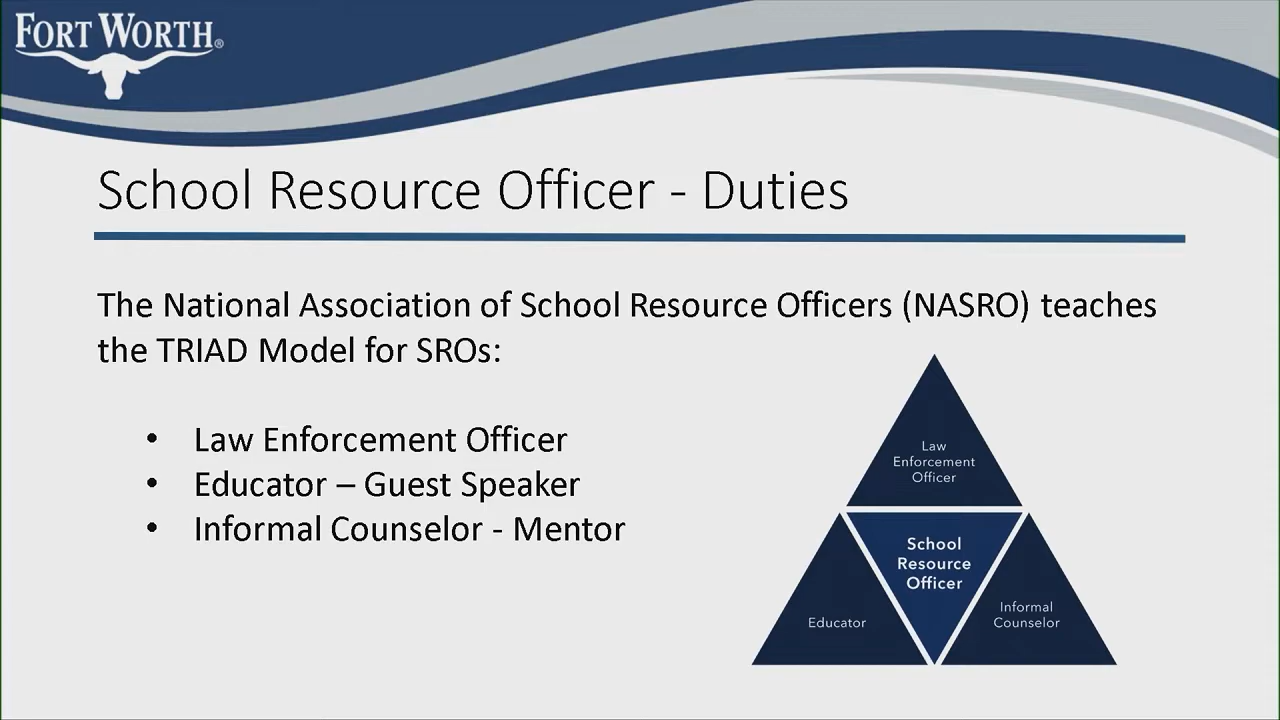 FORT WORTH®
School Resource Officer - Duties
The National Association of School Resource Officers (NASRO) teaches
the TRIAD Model for SROs:
• Law Enforcement Officer
• Educator – Guest Speaker
• Informal Counselor - Mentor
Law
Enforcement
Officer
School
Resource
Officer
Educator
Informal
Counselor